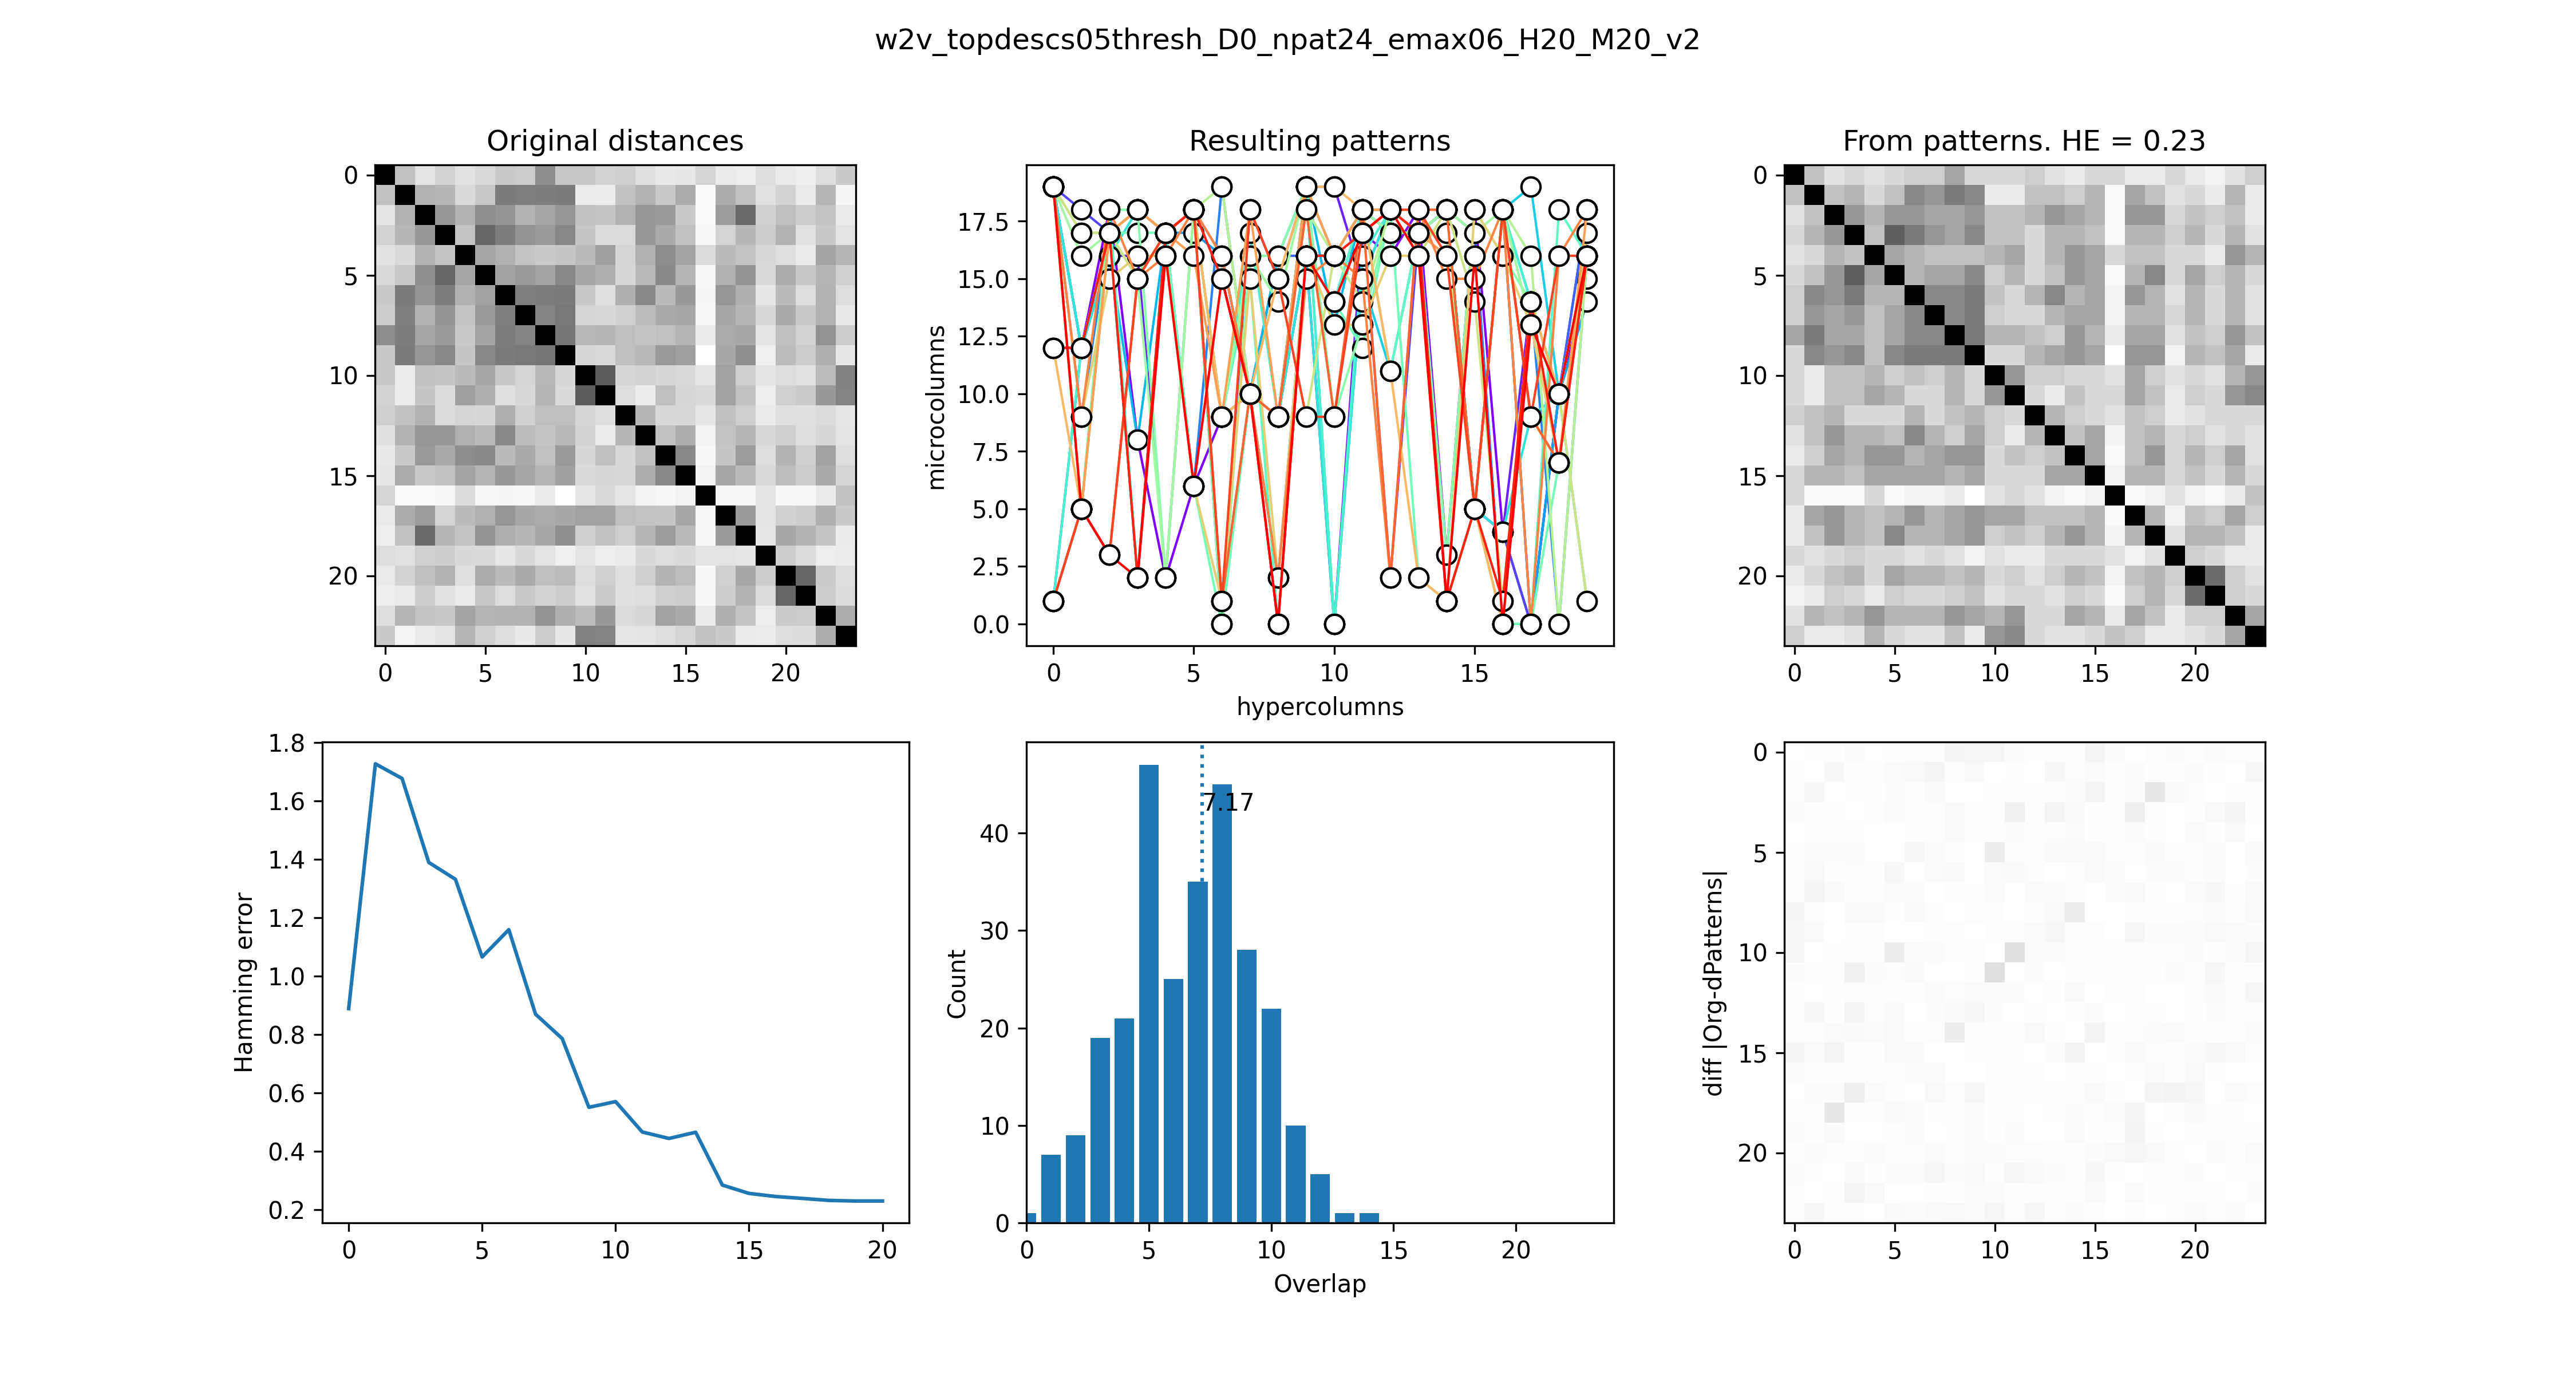 w2v_topdescs05thresh_D0_npat24_emax06_H20_M20_v2
Original distances
0
5
10
15
20
0 5 10 15 20
Resulting patterns
microcolumns
17.5
15.0
12.5
10.0
7.5
5.0
2.5
0.0
0 5 10 15
hypercolumns
From patterns. HE = 0.23
0
5
10
15
20
0 5 10 15 20
Hamming error
1.8
1.6
1.4
1.2
1.0
0.8
0.6
0.4
0.2
0 5 10 15 20
Count
40
30
20
10
0
7.17
0 5 10 15 20
Overlap
diff |Org-dPatterns|
0
5
10
15
20
0 5 10 15 20